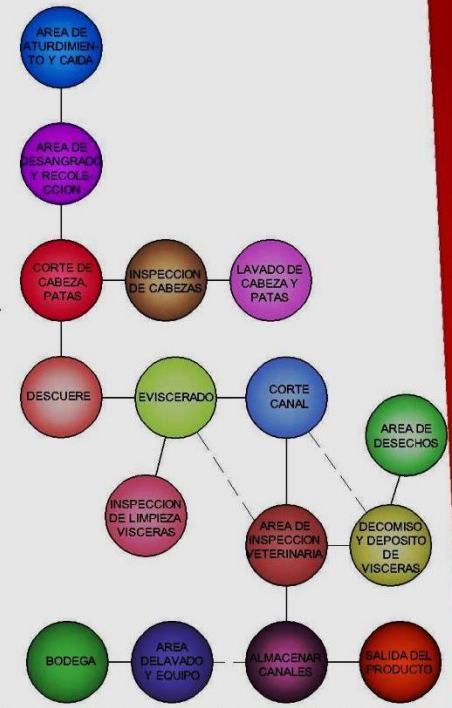 AREA DE
ATURDIMIEN-
TO Y CAIDA
AREA DE
DESANGRADO
Y RECOLE-
CCION
CORTE DE
CABEZA,
PATAS
INSPECCION
DE CABEZAS
LAVADO DE
CABEZA Y
PATAS
DESCUERE
EVISCERADO
CORTE
CANAL
AREA DE
DESECHOS
INSPECCION
DE LIMPIEZA
VISCERAS
AREA DE
INSPECCION
VETERINARIA
DECOMISO
Y DEPOSITO
DE
VISCERAS
BODEGA
AREA
DELAVADO
Y EQUIPO
ALMACENAR
CANALES
SALIDA DEL
PRODUCTO